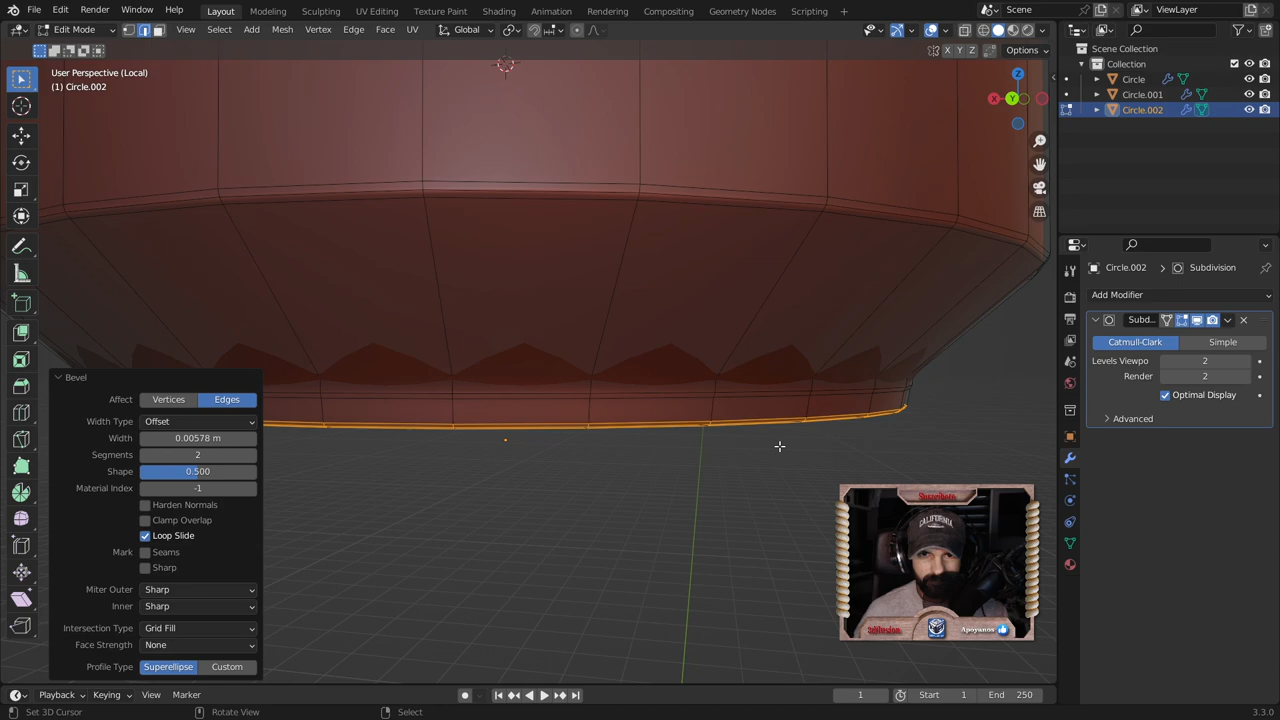 File Edit Render Window Help
Layout Modeling Sculpting UV Editing Texture Paint Shading Animation Rendering Compositing Geometry Nodes Scripting
Scene
ViewLayer
Edit Mode View Select Add Mesh Vertex Edge Face UV
Global
X Y Z
Options
User Perspective (Local)
(1) Circle.002
Z
X
Y
Scene Collection
Collection
Circle
Circle.001
Circle.002
Circle.002 Subdivision
Add Modifier
Subd...
Catmull-Clark Simple
Levels Viewpo 2
Render 2
Optimal Display
Advanced
Bevel
Affect Vertices Edges
Width Type Offset
Width 0.00578 m
Segments 2
Shape 0.500
Material Index -1
Harden Normals
Clamp Overlap
Loop Slide
Mark Seams
Sharp
Miter Outer Sharp
Inner Sharp
Intersection Type Grid Fill
Face Strength None
Profile Type Superellipse Custom
CALIFORNIA
Apoyanos
Playback Keying View Marker
1
Start 1
End 250
Set 3D Cursor
Rotate View
Select
3.3.0